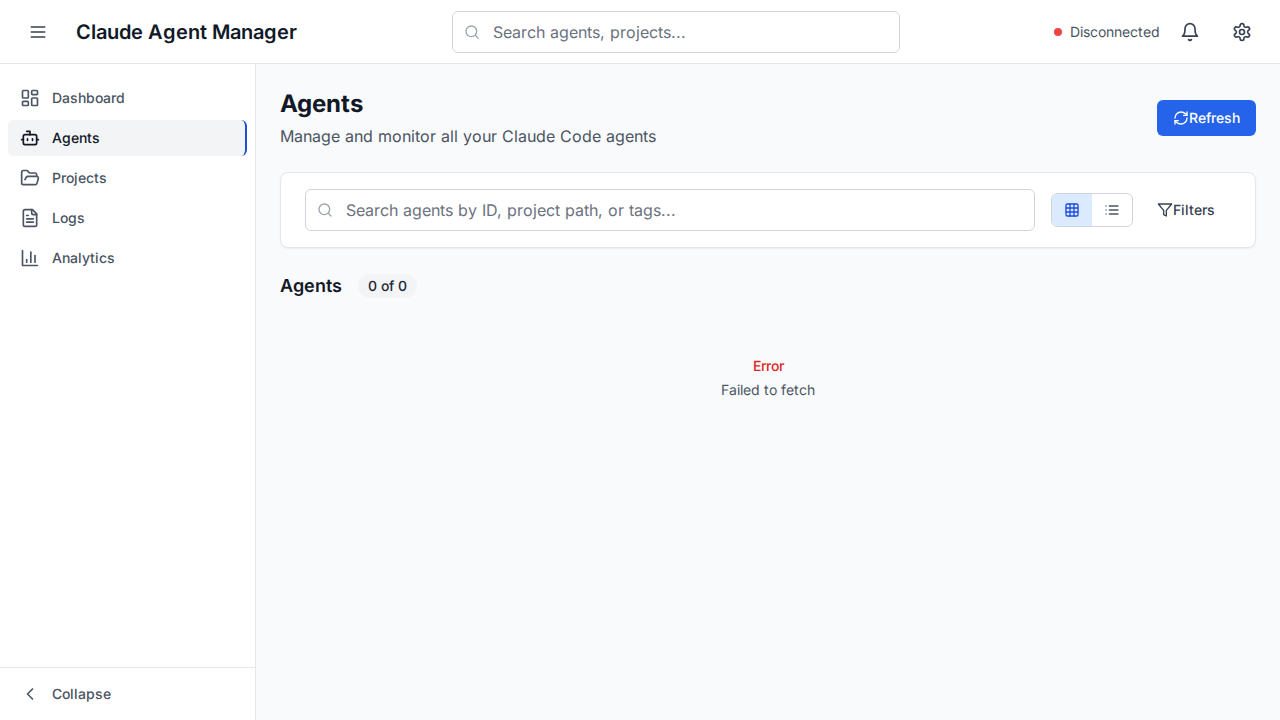 Claude Agent Manager
Search agents, projects...
Disconnected
Dashboard
Agents
Projects
Logs
Analytics
Collapse
Agents
Manage and monitor all your Claude Code agents
Refresh
Search agents by ID, project path, or tags...
Filters
Agents
0 of 0
Error
Failed to fetch